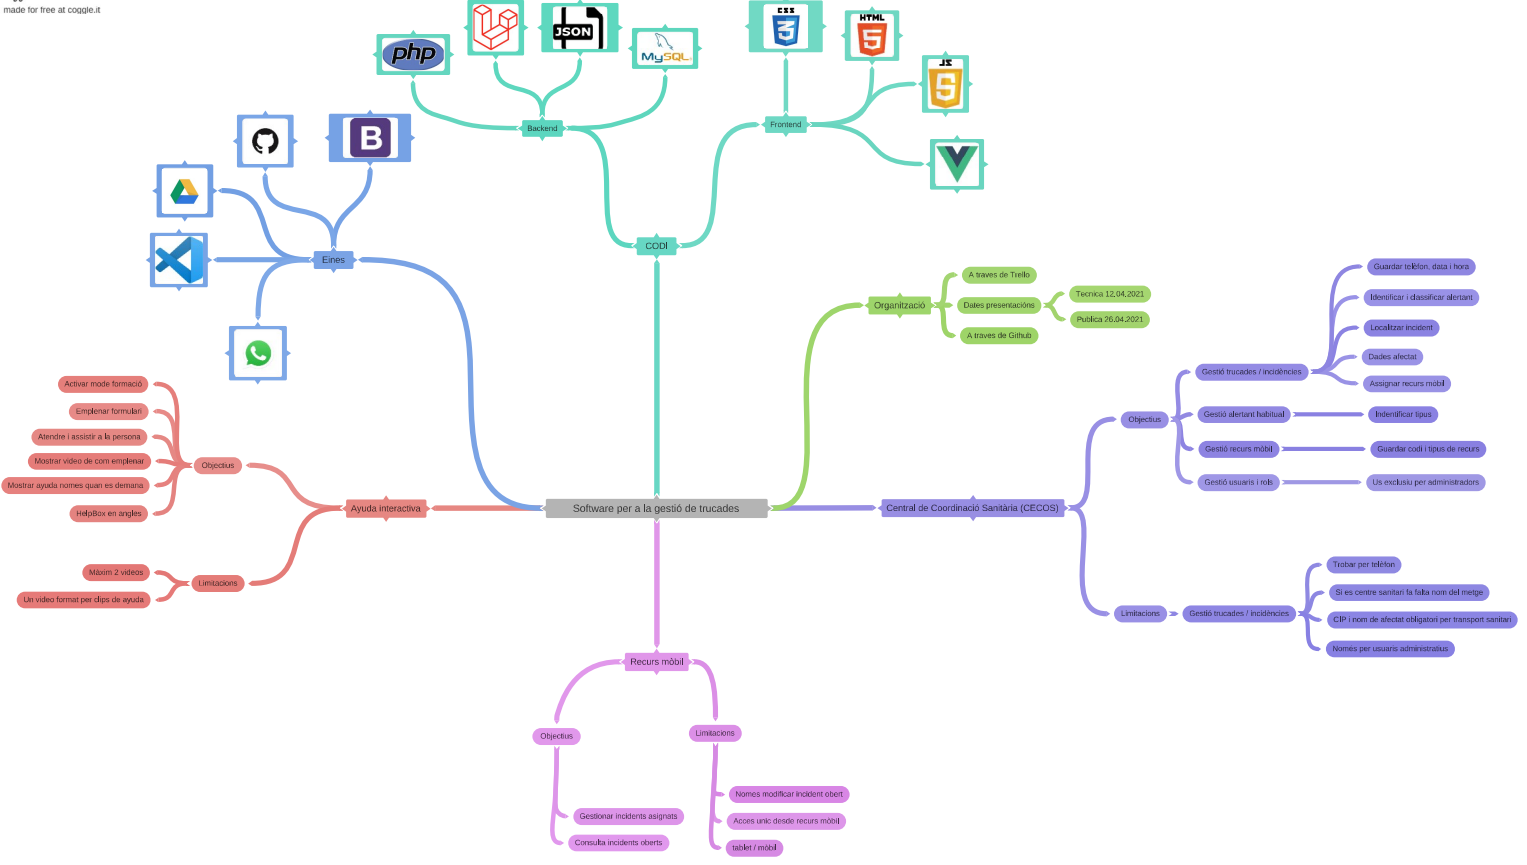 made for free at coggle.it
php
JSON
MySQL
CSS
3
HTML
5
JS
5
Backend
Frontend
B
CODI
Eines
Organització
A traves de Trello
Dates presentacións
Tecnica 12.04.2021
Publica 26.04.2021
A traves de Github
Software per a la gestió de trucades
Central de Coordinació Sanitària (CECOS)
Objectius
Gestió trucades / incidències
Guardar telèfon, data i hora
Identificar i classificar alertant
Localitzar incident
Dades afectat
Assignar recurs mòbil
Gestió alertant habitual
Indentificar tipus
Gestió recurs mòbil
Guardar codi i tipus de recurs
Gestió usuaris i rols
Us exclusiu per administradors
Limitacions
Gestió trucades / incidències
Trobar per telèfon
Si es centre sanitari fa falta nom del metge
CIP i nom de afectat obligatori per transport sanitari
Només per usuaris administratius
Ayuda interactiva
Objectius
Activar mode formació
Emplenar formulari
Atendre i assistir a la persona
Mostrar video de com emplenar
Mostrar ayuda nomes quan es demana
HelpBox en angles
Limitacions
Màxim 2 videos
Un video format per clips de ayuda
Recurs mòbil
Objectius
Gestionar incidents asignats
Consulta incidents oberts
Limitacions
Nomes modificar incident obert
Acces unic desde recurs mòbil
tablet / mòbil